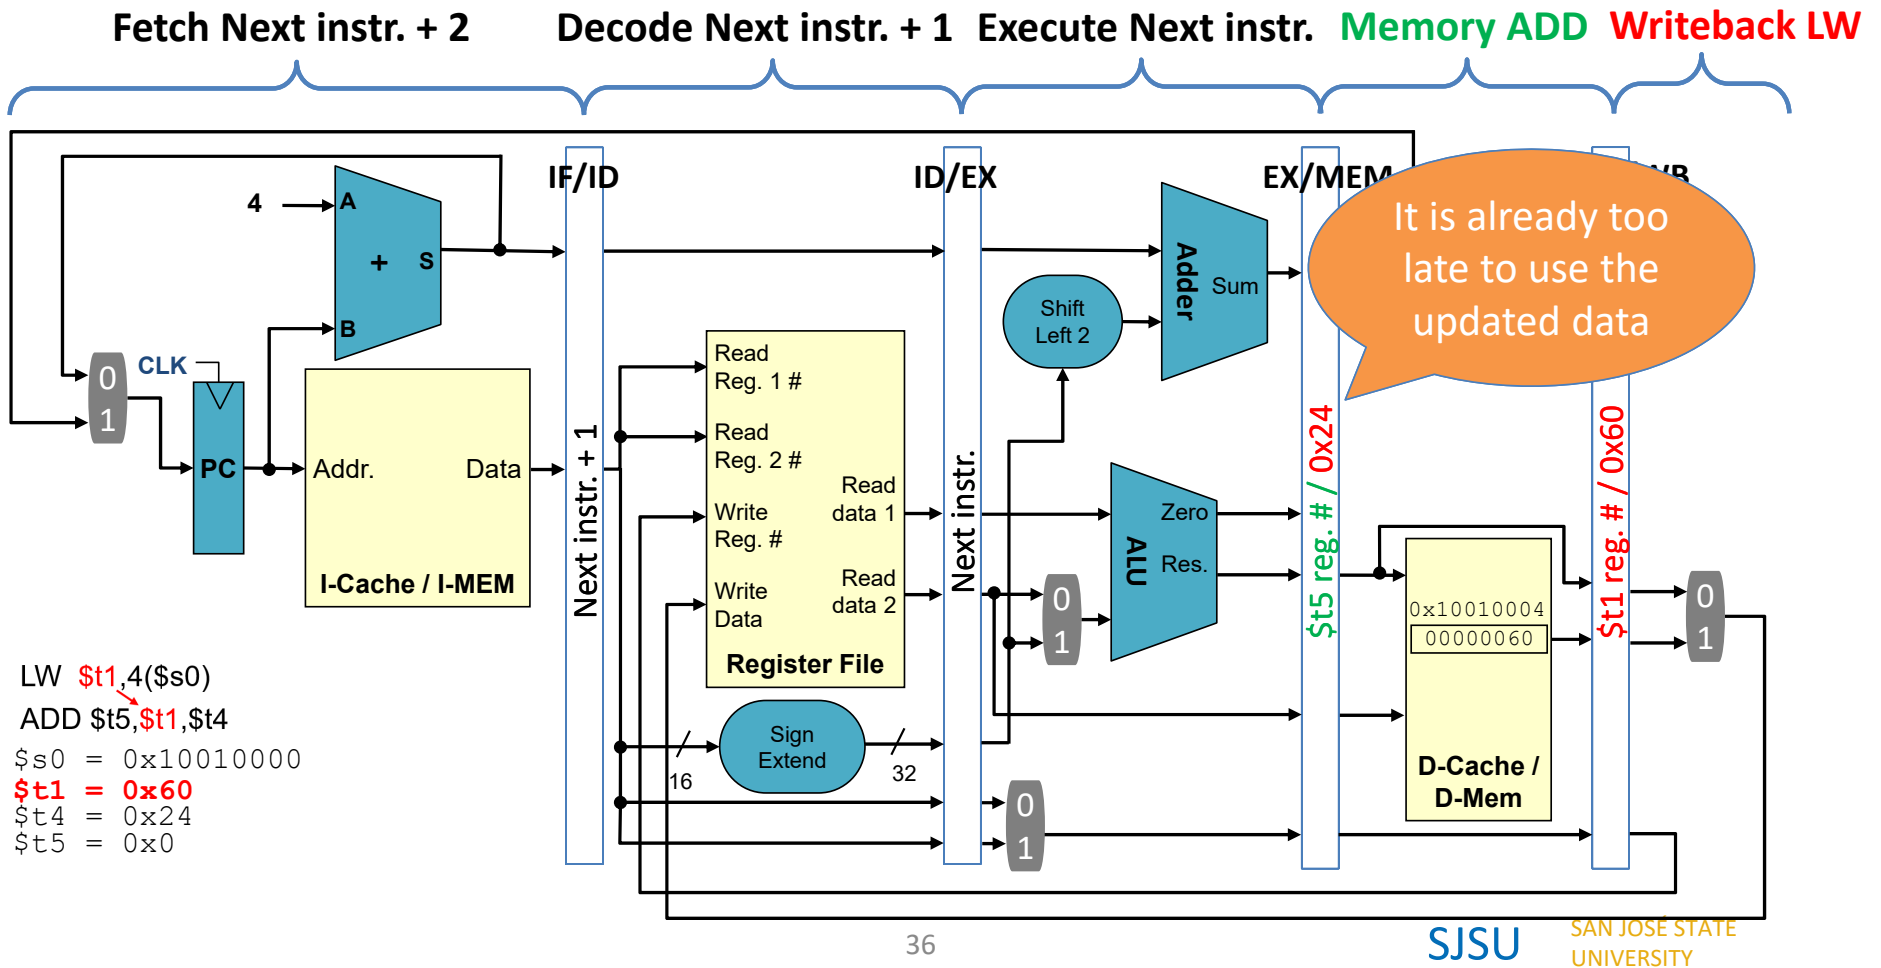 Fetch Next instr. + 2
Decode Next instr. + 1
Execute Next instr.
Memory ADD
Writeback LW
IF/ID
ID/EX
EX/MEM
It is already too
late to use the
updated data
4
A
+
S
B
CLK
0
1
PC
Addr.
Data
I-Cache / I-MEM
Next instr. + 1
Read
Reg. 1 #
Read
Reg. 2 #
Write
Reg. #
Write
Data
Read
data 1
Read
data 2
Register File
Sign
Extend
16
32
Next instr.
Shift
Left 2
Adder
Sum
ALU
Zero
Res.
0
1
0
1
$t5 reg. # / 0x24
0x10010004
00000060
D-Cache /
D-Mem
$t1 reg. # / 0x60
0
1
LW $t1,4($s0)
ADD $t5,$t1,$t4
$s0 = 0x10010000
$t1 = 0x60
$t4 = 0x24
$t5 = 0x0
36
SJSU
SAN JOSÉ STATE
UNIVERSITY